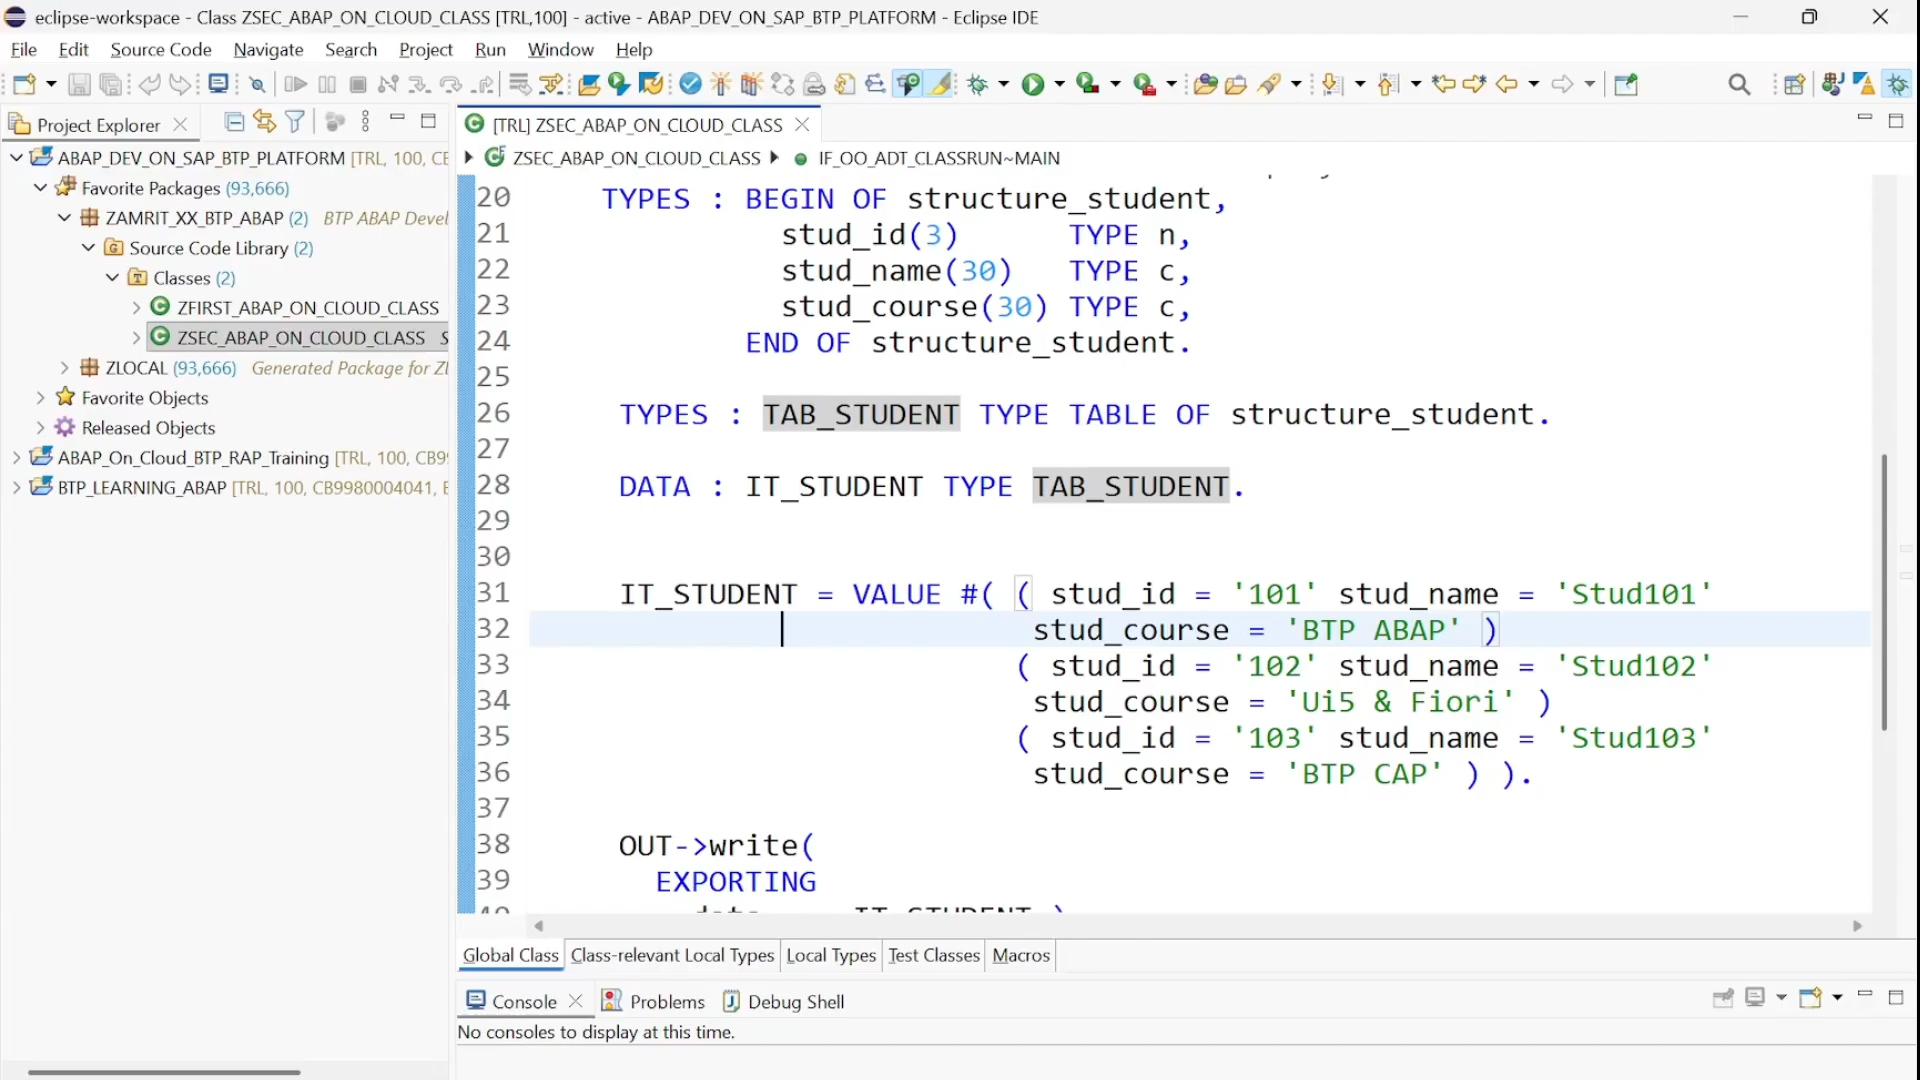 eclipse-workspace - Class ZSEC_ABAP_ON_CLOUD_CLASS [TRL,100] - active - ABAP_DEV_ON_SAP_BTP_PLATFORM - Eclipse IDE
File Edit Source Code Navigate Search Project Run Window Help
Project Explorer
ABAP_DEV_ON_SAP_BTP_PLATFORM [TRL, 100, CE
Favorite Packages (93,666)
ZAMRIT_XX_BTP_ABAP (2) BTP ABAP Devel
Source Code Library (2)
Classes (2)
ZFIRST_ABAP_ON_CLOUD_CLASS
ZSEC_ABAP_ON_CLOUD_CLASS S
ZLOCAL (93,666) Generated Package for ZL
Favorite Objects
Released Objects
ABAP_On_Cloud_BTP_RAP_Training [TRL, 100, CB9
BTP_LEARNING_ABAP [TRL, 100, CB9980004041, E
[TRL] ZSEC_ABAP_ON_CLOUD_CLASS
ZSEC_ABAP_ON_CLOUD_CLASS IF_OO_ADT_CLASSRUN~MAIN
20 TYPES : BEGIN OF structure_student,
21 stud_id(3) TYPE n,
22 stud_name(30) TYPE c,
23 stud_course(30) TYPE c,
24 END OF structure_student.
25
26 TYPES : TAB_STUDENT TYPE TABLE OF structure_student.
27
28 DATA : IT_STUDENT TYPE TAB_STUDENT.
29
30
31 IT_STUDENT = VALUE #( ( stud_id = '101' stud_name = 'Stud101'
32 stud_course = 'BTP ABAP' )
33 ( stud_id = '102' stud_name = 'Stud102'
34 stud_course = 'Ui5 & Fiori' )
35 ( stud_id = '103' stud_name = 'Stud103'
36 stud_course = 'BTP CAP' ) ).
37
38 OUT->write(
39 EXPORTING
Global Class Class-relevant Local Types Local Types Test Classes Macros
Console Problems Debug Shell
No consoles to display at this time.